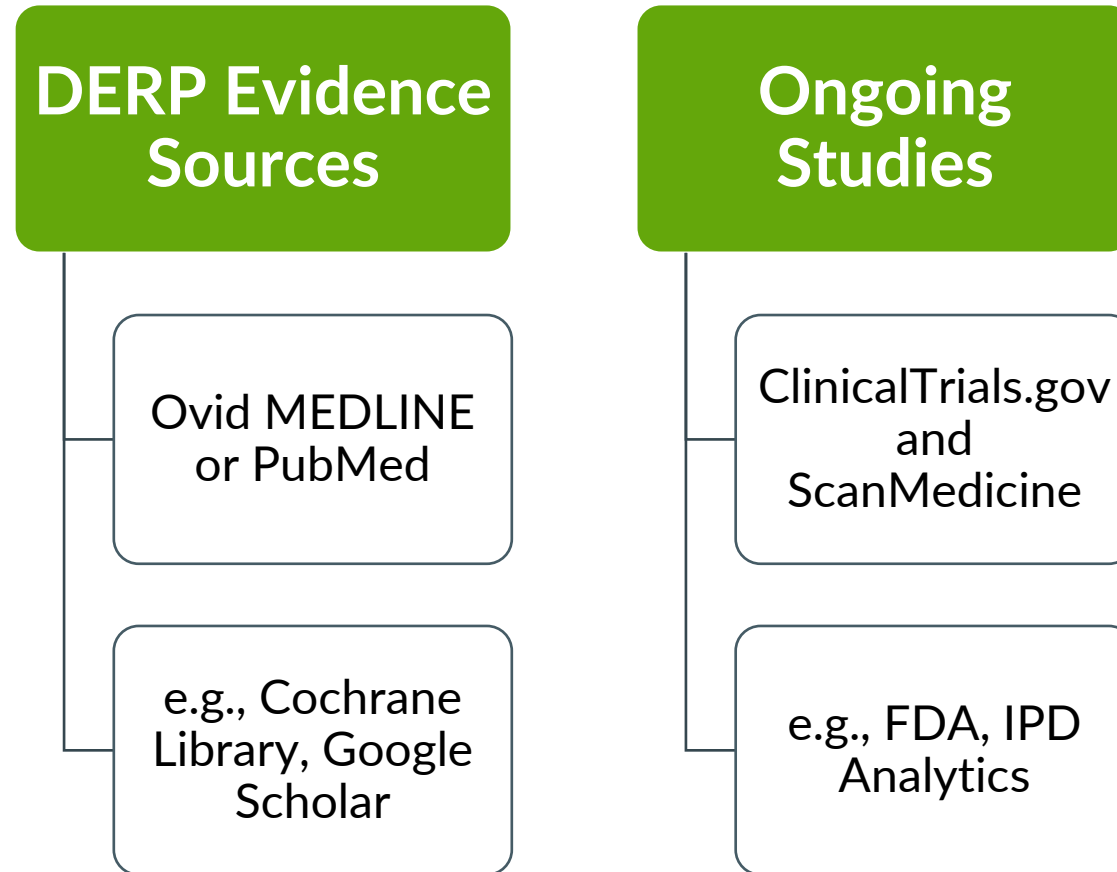 DERP Evidence
Sources
Ovid MEDLINE
or PubMed
e.g., Cochrane
Library, Google
Scholar
Ongoing
Studies
ClinicalTrials.gov
and
ScanMedicine
e.g., FDA, IPD
Analytics